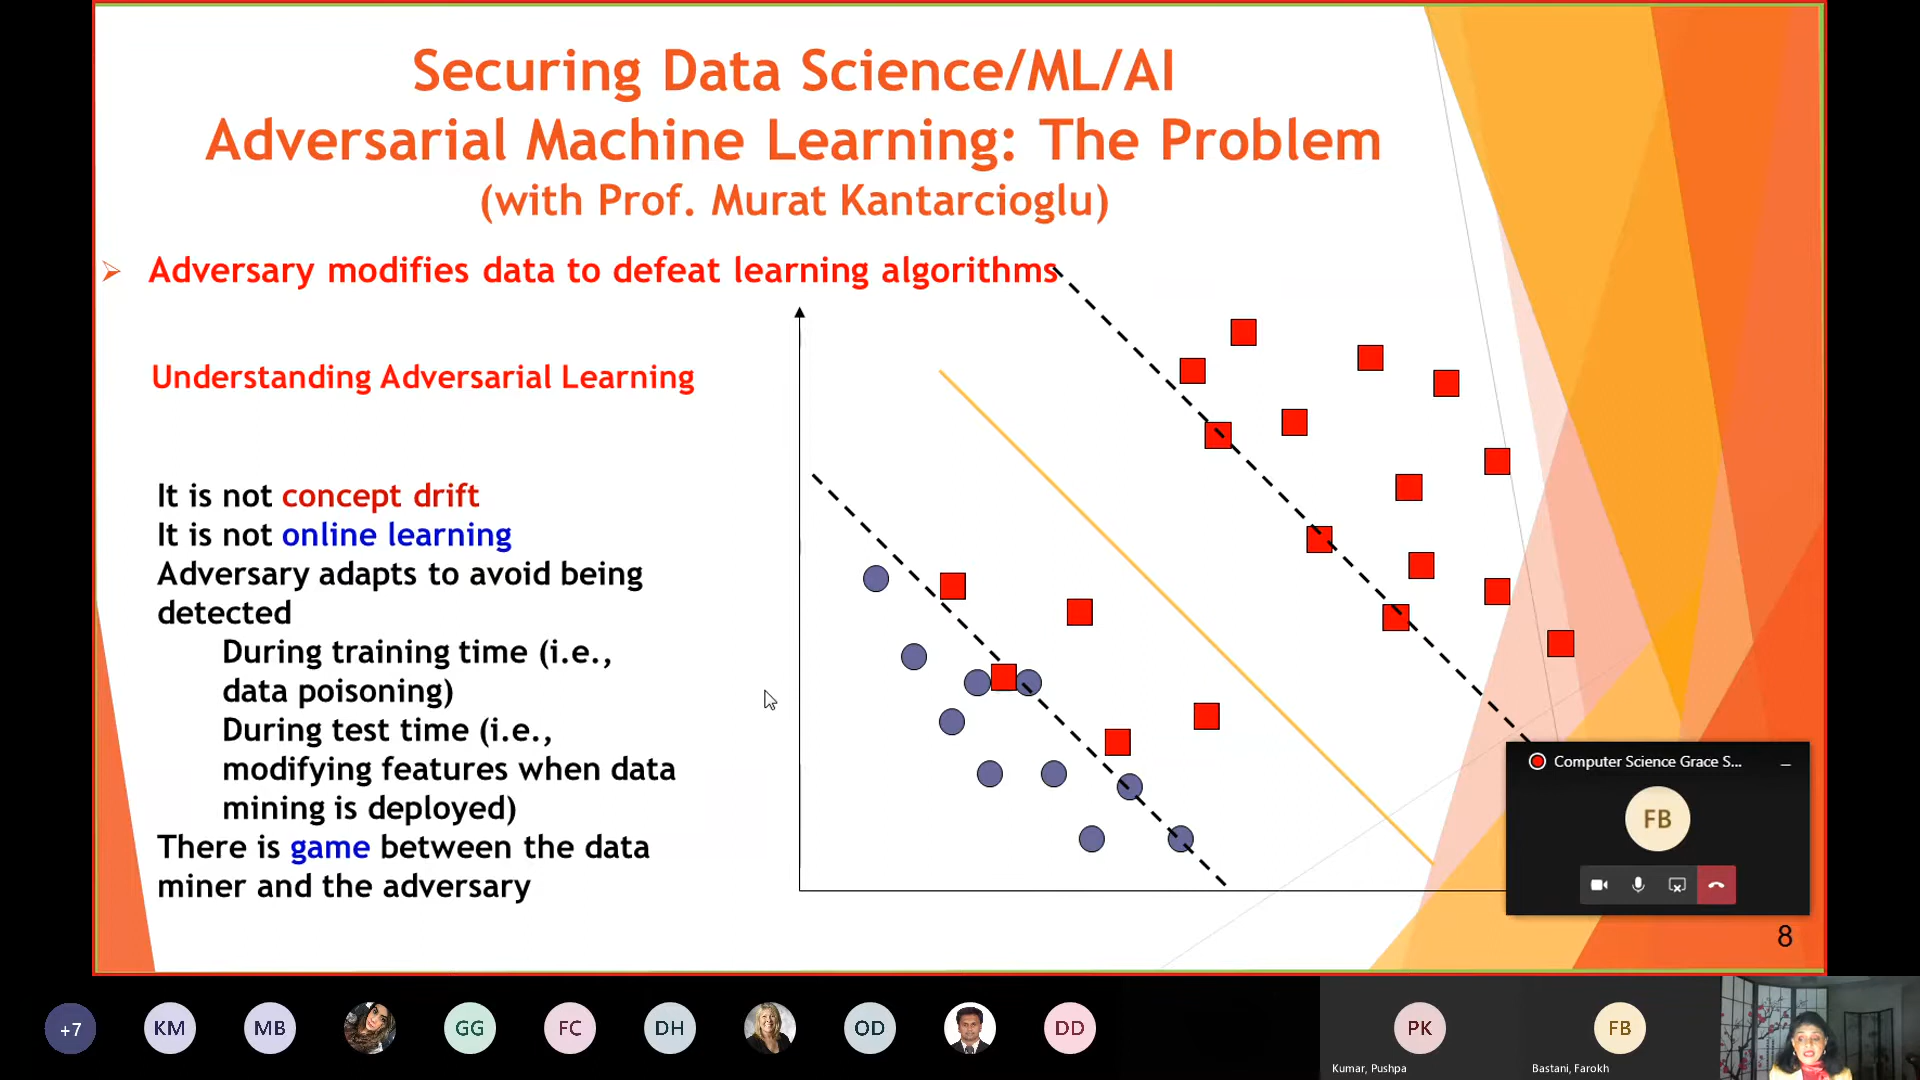 Securing Data Science/ML/AI
Adversarial Machine Learning: The Problem
(with Prof. Murat Kantarcioglu)
Adversary modifies data to defeat learning algorithms
Understanding Adversarial Learning
It is not concept drift
It is not online learning
Adversary adapts to avoid being
detected
During training time (i.e.,
data poisoning)
During test time (i.e.,
modifying features when data
mining is deployed)
There is game between the data
miner and the adversary
Computer Science Grace S...
FB
8
+7
KM
MB
GG
FC
DH
OD
DD
PK
Kumar, Pushpa
FB
Bastani, Farokh